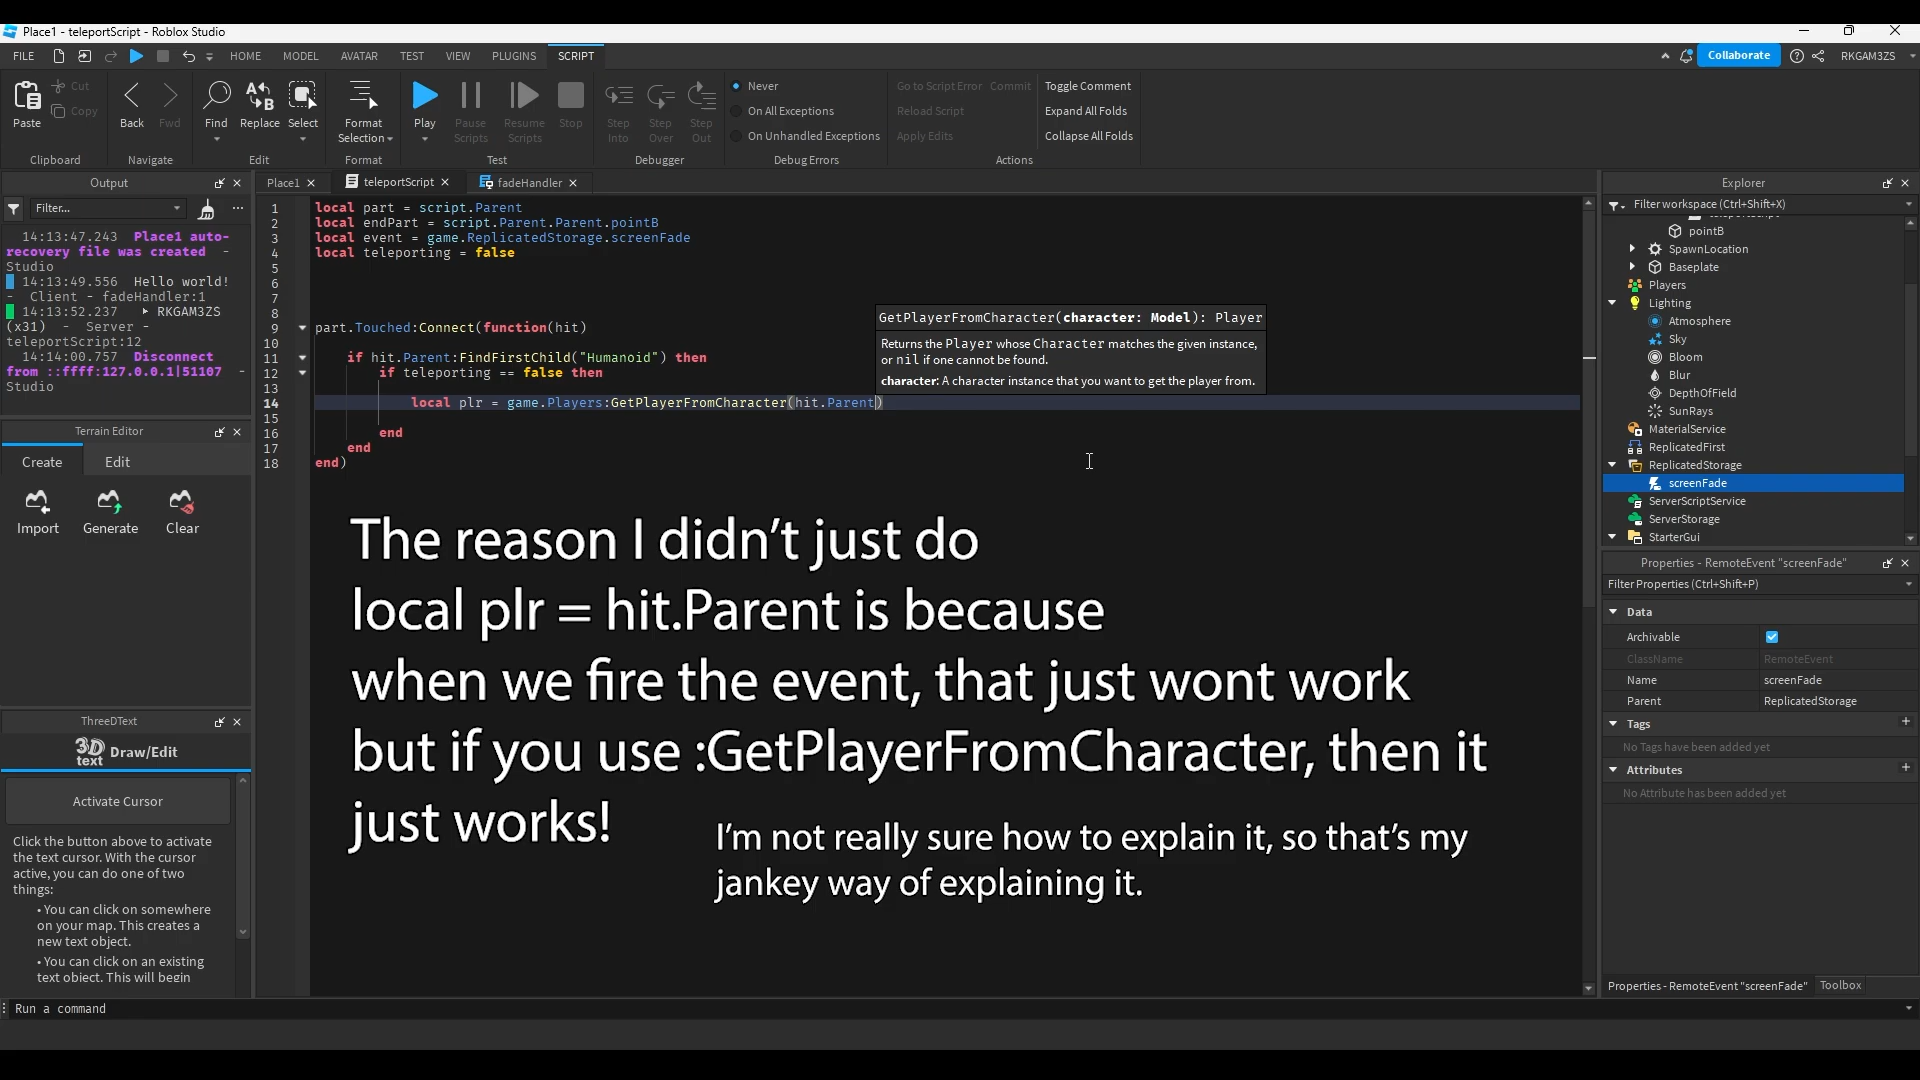 Place1 - teleportScript - Roblox Studio
FILE HOME MODEL AVATAR TEST VIEW PLUGINS SCRIPT Collaborate RKGAM3ZS
Paste Cut Copy Back Fwd Find Replace Select Format Selection Play Pause Scripts Resume Scripts Stop Step Into Step Over Step Out
Never
On All Exceptions
On Unhandled Exceptions
Go to Script Error Commit
Reload Script
Apply Edits
Toggle Comment
Expand All Folds
Collapse All Folds
Clipboard Navigate Edit Format Test Debugger Debug Errors Actions
Output
Filter...
14:13:47.243 Place1 auto-
recovery file was created -
Studio
14:13:49.556 Hello world!
- Client - fadeHandler:1
14:13:52.237 ▸ RKGAM3ZS
(x31) - Server -
teleportScript:12
14:14:00.757 Disconnect
from ::ffff:127.0.0.1|51107 -
Studio
Terrain Editor
Create Edit
Import Generate Clear
ThreeDText
3D text Draw/Edit
Activate Cursor
Click the button above to activate
the text cursor. With the cursor
active, you can do one of two
things:
• You can click on somewhere
on your map. This creates a
new text object.
• You can click on an existing
text object. This will begin
Place1 teleportScript fadeHandler
1 local part = script.Parent
2 local endPart = script.Parent.Parent.pointB
3 local event = game.ReplicatedStorage.screenFade
4 local teleporting = false
5
6
7
8
9 part.Touched:Connect(function(hit)
10
11 if hit.Parent:FindFirstChild("Humanoid") then
12 if teleporting == false then
13
14 local plr = game.Players:GetPlayerFromCharacter(hit.Parent)
15
16 end
17 end
18 end)
GetPlayerFromCharacter(character: Model): Player
Returns the Player whose Character matches the given instance,
or nil if one cannot be found.
character: A character instance that you want to get the player from.
The reason I didn't just do
local plr = hit.Parent is because
when we fire the event, that just wont work
but if you use :GetPlayerFromCharacter, then it
just works!
I'm not really sure how to explain it, so that's my
jankey way of explaining it.
Explorer
Filter workspace (Ctrl+Shift+X)
pointB
SpawnLocation
Baseplate
Players
Lighting
Atmosphere
Sky
Bloom
Blur
DepthOfField
SunRays
MaterialService
ReplicatedFirst
ReplicatedStorage
screenFade
ServerScriptService
ServerStorage
StarterGui
Properties - RemoteEvent "screenFade"
Filter Properties (Ctrl+Shift+P)
Data
Archivable
ClassName RemoteEvent
Name screenFade
Parent ReplicatedStorage
Tags
No Tags have been added yet
Attributes
No Attribute has been added yet
Properties - RemoteEvent "screenFade" Toolbox
Run a command